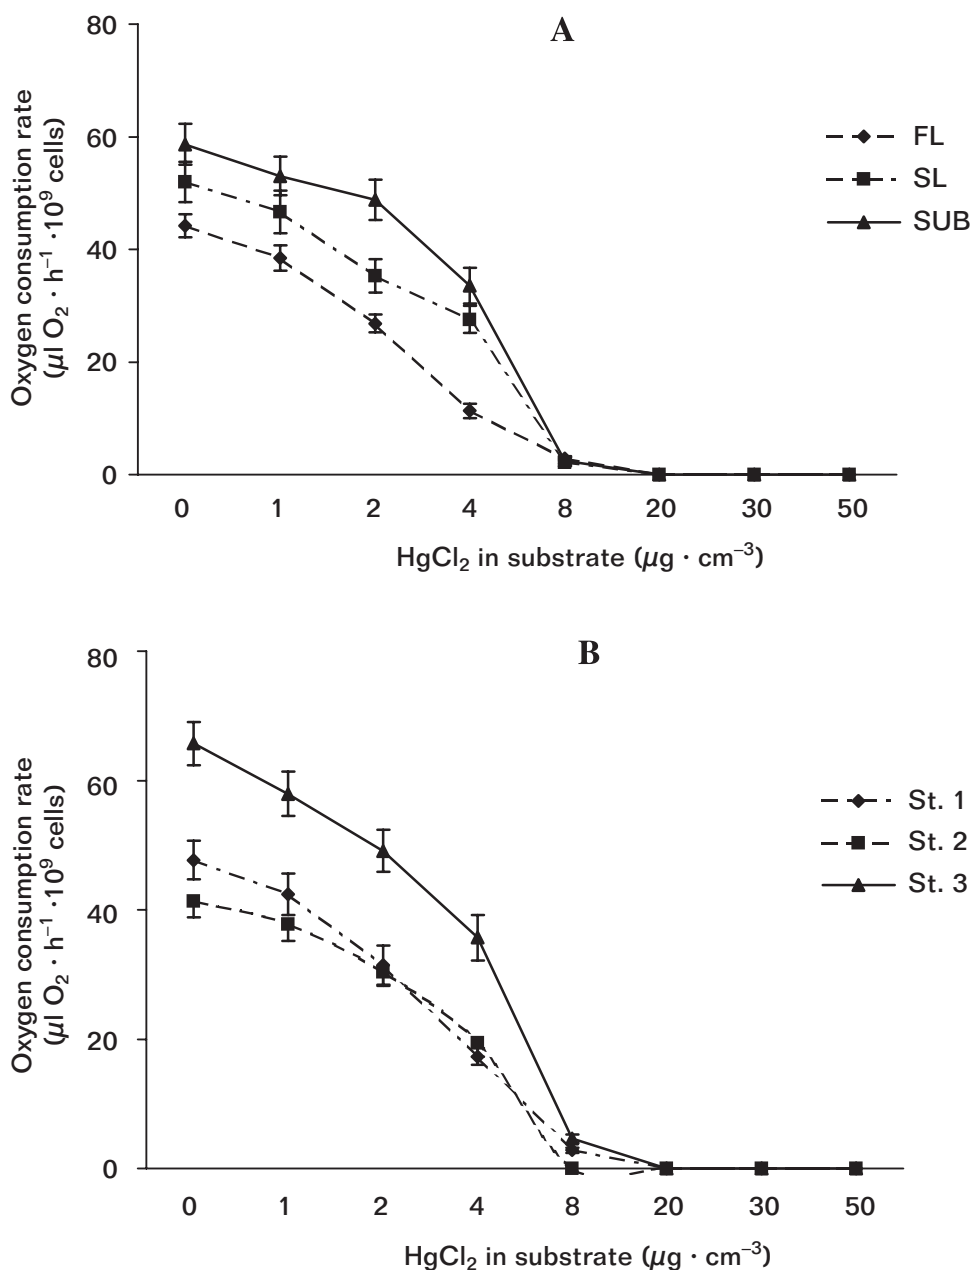 A
80
60
40
20
0
Oxygen consumption rate
(µl O₂ · h⁻¹ ·10⁹ cells)
FL
SL
SUB
0 1 2 4 8 20 30 50
HgCl₂ in substrate (µg · cm⁻³)
B
80
60
40
20
0
Oxygen consumption rate
(µl O₂ · h⁻¹ ·10⁹ cells)
St. 1
St. 2
St. 3
0 1 2 4 8 20 30 50
HgCl₂ in substrate (µg · cm⁻³)